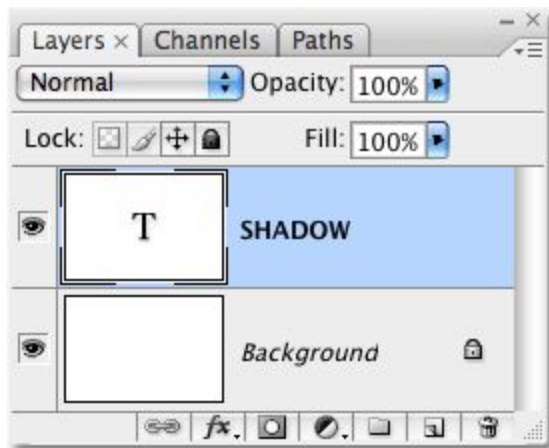 Layers × Channels Paths
Normal Opacity: 100%
Lock: Fill: 100%
T SHADOW
Background
fx.